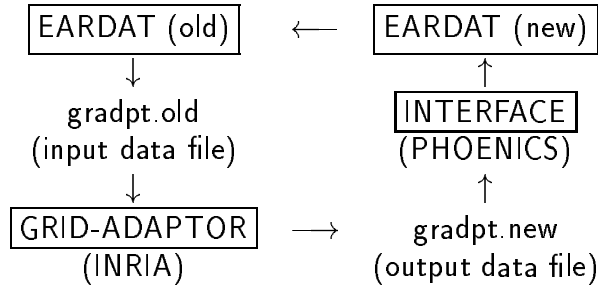 EARDAT (old)
EARDAT (new)
gradpt.old
(input data file)
INTERFACE
(PHOENICS)
GRID-ADAPTOR
(INRIA)
gradpt.new
(output data file)